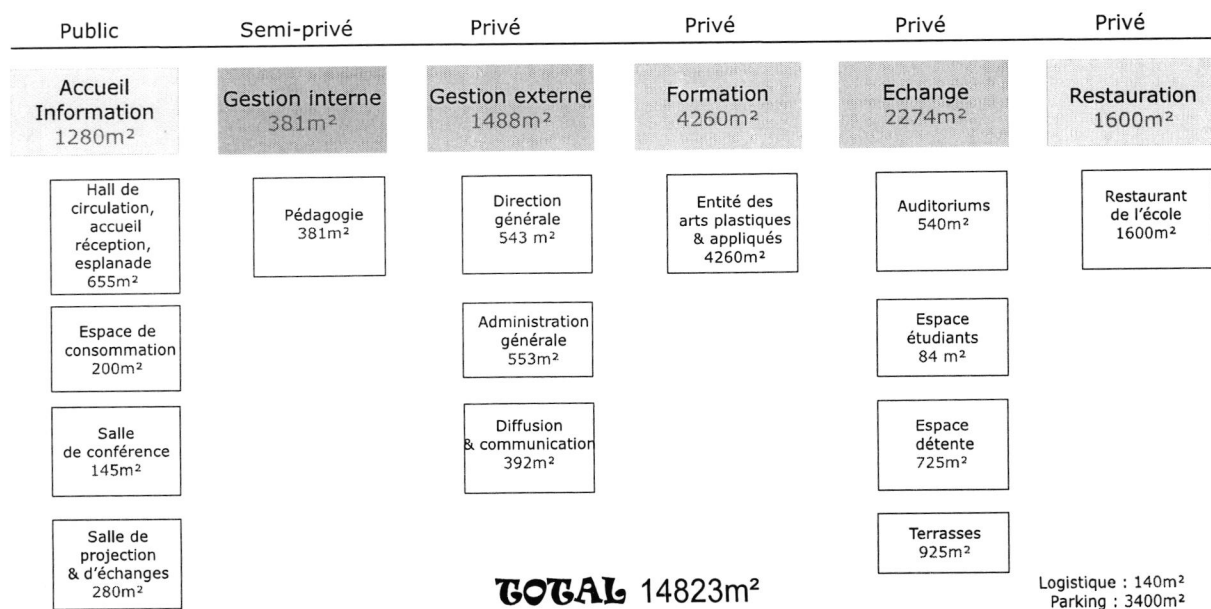 Public
Semi-privé
Privé
Privé
Privé
Privé
Accueil
Information
1280m²
Gestion interne
381m²
Gestion externe
1488m²
Formation
4260m²
Echange
2274m²
Restauration
1600m²
Hall de
circulation,
accueil
réception,
esplanade
655m²
Espace de
consommation
200m²
Salle
de conférence
145m²
Salle de
projection
& d'échanges
280m²
Pédagogie
381m²
Direction
générale
543 m²
Administration
générale
553m²
Diffusion
& communication
392m²
Entité des
arts plastiques
& appliqués
4260m²
Auditoriums
540m²
Espace
étudiants
84 m²
Espace
détente
725m²
Terrasses
925m²
Restaurant
de l'école
1600m²
TOTAL 14823m²
Logistique : 140m²
Parking : 3400m²